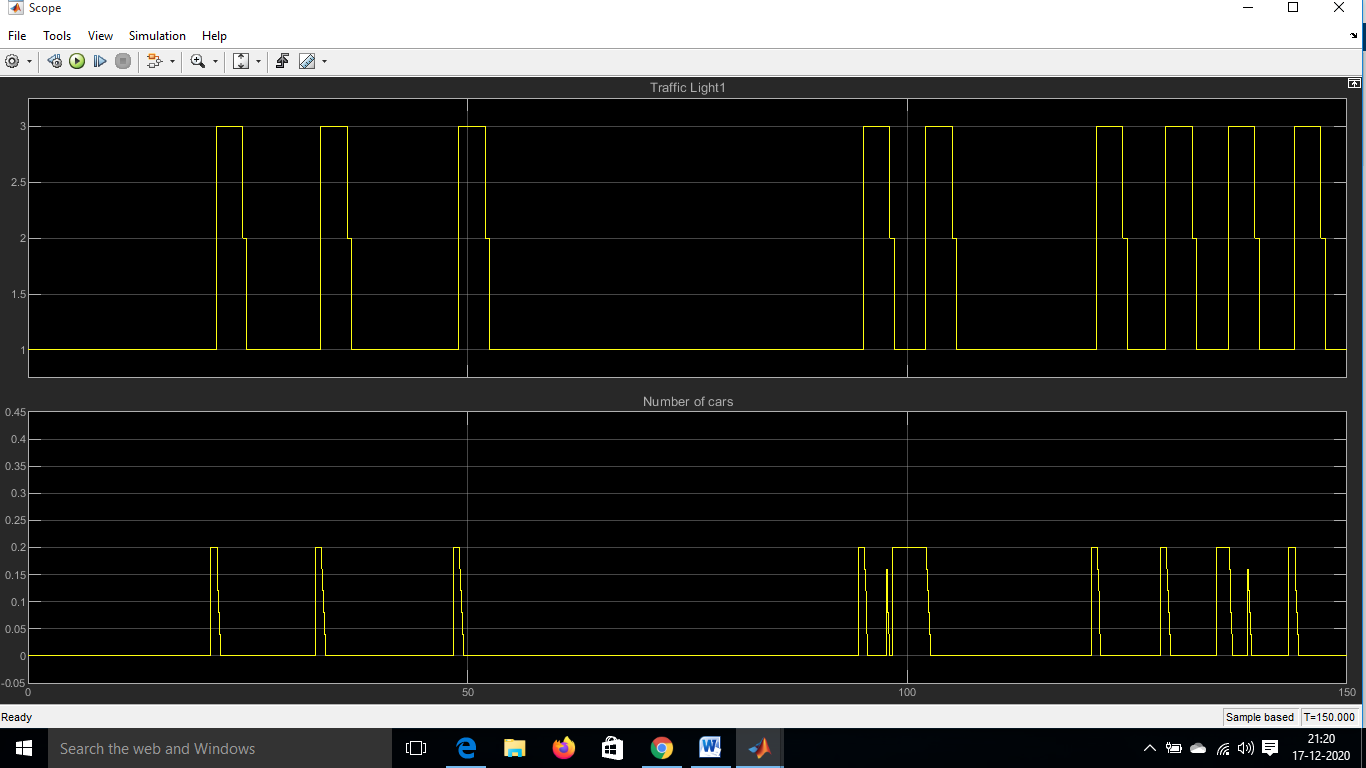 Scope
File Tools View Simulation Help
Traffic Light1
3
2.5
2
1.5
1
Number of cars
0.45
0.4
0.35
0.3
0.25
0.2
0.15
0.1
0.05
0
-0.05
0 50 100 150
Ready Sample based T=150.000
Search the web and Windows
21:20
17-12-2020